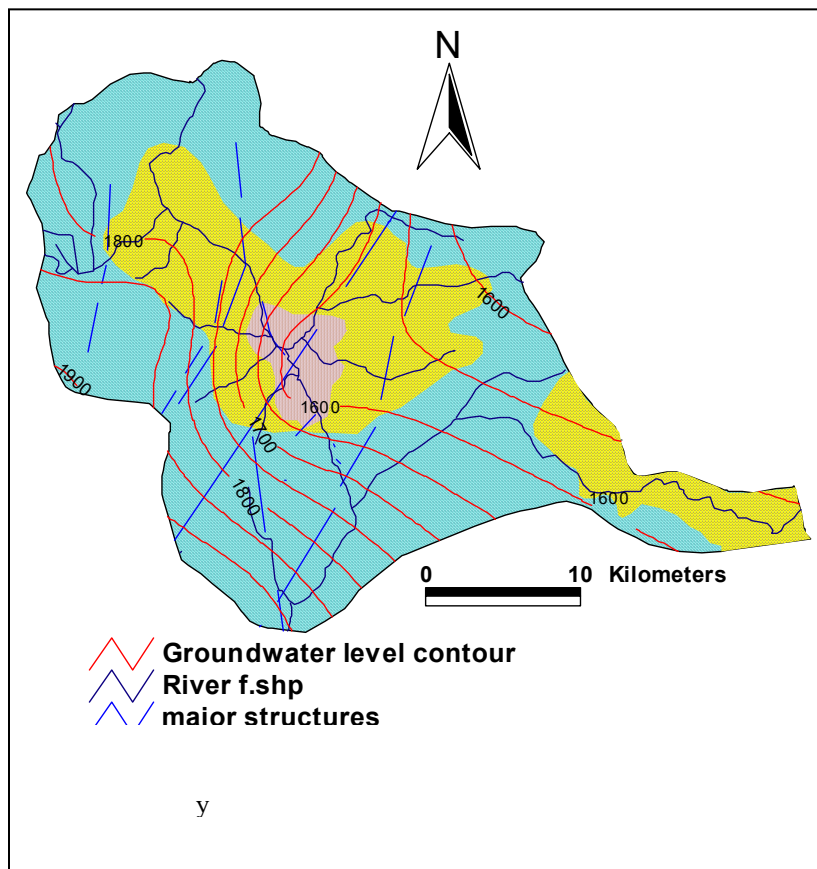 N
1800
1600
1900
1600
1700
1800
1600
0 10 Kilometers
Groundwater level contour
River f.shp
major structures
y